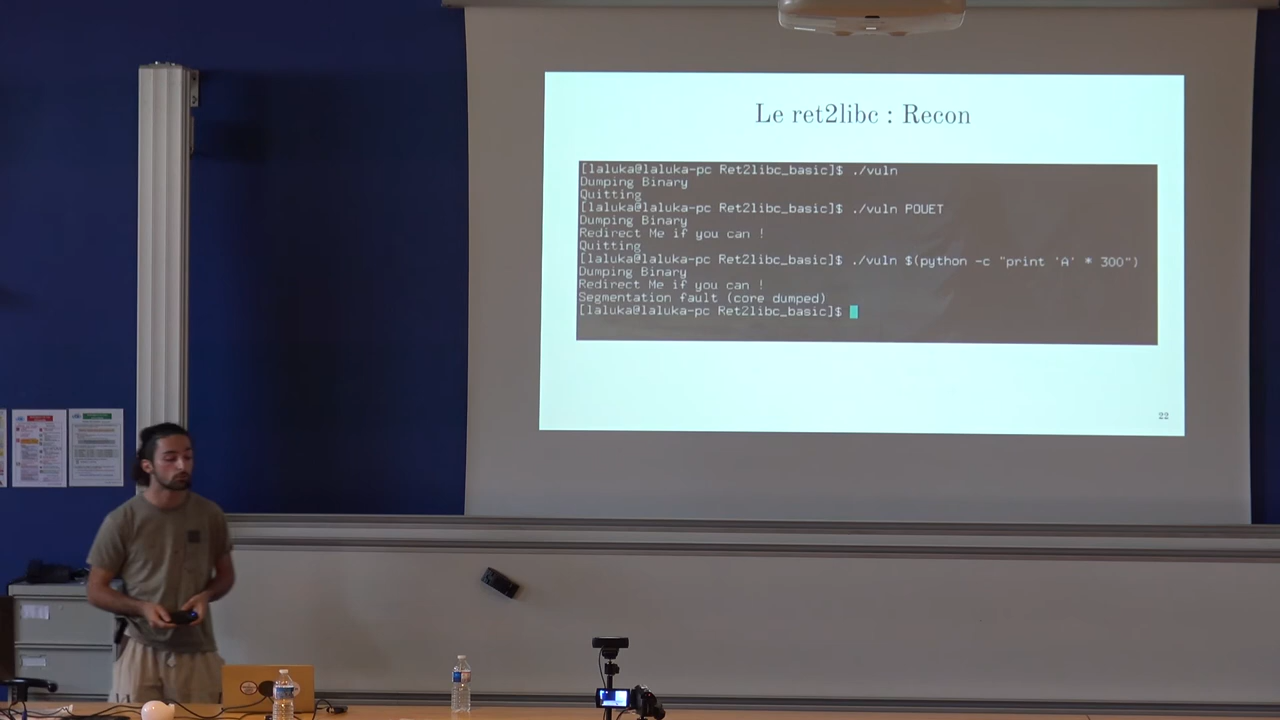 Le ret2libc : Recon
[laluka@laluka-pc Ret2libc_basic]$ ./vuln
Dumping Binary
Quitting
[laluka@laluka-pc Ret2libc_basic]$ ./vuln POUET
Dumping Binary
Redirect Me if you can !
Quitting
[laluka@laluka-pc Ret2libc_basic]$ ./vuln $(python -c "print 'A' * 300")
Dumping Binary
Redirect Me if you can !
Segmentation fault (core dumped)
[laluka@laluka-pc Ret2libc_basic]$
22